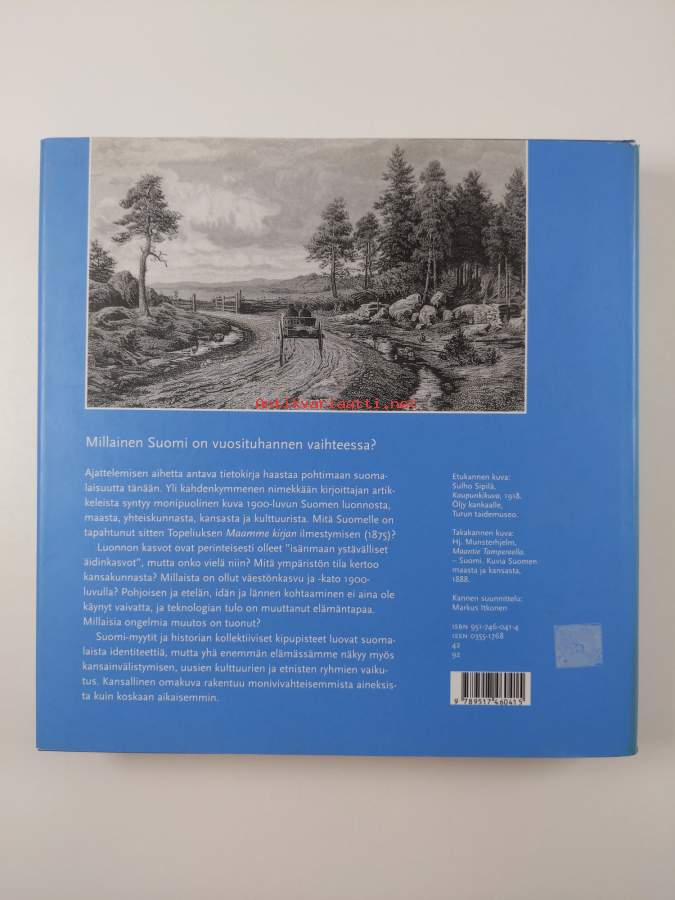 Antikvariaatti.net
Millainen Suomi on vuosituhannen vaihteessa?
Ajattelemisen aihetta antava tietokirja haastaa pohtimaan suoma-
laisuutta tänään. Yli kahdenkymmenen nimekkään kirjoittajan artik-
keleista syntyy monipuolinen kuva 1900-luvun Suomen luonnosta,
maasta, yhteiskunnasta, kansasta ja kulttuurista. Mitä Suomelle on
tapahtunut sitten Topeliuksen Maamme kirjan ilmestymisen (1875)?
Luonnon kasvot ovat perinteisesti olleet "isänmaan ystävälliset
äidinkasvot", mutta onko vielä niin? Mitä ympäristön tila kertoo
kansakunnasta? Millaista on ollut väestönkasvu ja -kato 1900-
luvulla? Pohjoisen ja etelän, idän ja lännen kohtaaminen ei aina ole
käynyt vaivatta, ja teknologian tulo on muuttanut elämäntapaa.
Millaisia ongelmia muutos on tuonut?
Suomi-myytit ja historian kollektiiviset kipupisteet luovat suoma-
laista identiteettiä, mutta yhä enemmän elämässämme näkyy myös
kansainvälistymisen, uusien kulttuurien ja etnisten ryhmien vaiku-
tus. Kansallinen omakuva rakentuu monivivahteisemmista aineksis-
ta kuin koskaan aikaisemmin.
Etukannen kuva:
Sulho Sipilä,
Kaupunkikuva, 1918.
Öljy kankaalle,
Turun taidemuseo.
Takakannen kuva:
Hj. Munsterhjelm,
Maantie Tampereella.
– Suomi. Kuvia Suomen
maasta ja kansasta,
1888.
Kannen suunnittelu:
Markus Itkonen
ISBN 951-746-041-4
ISSN 0355-1768
42
92
9 789517 460415